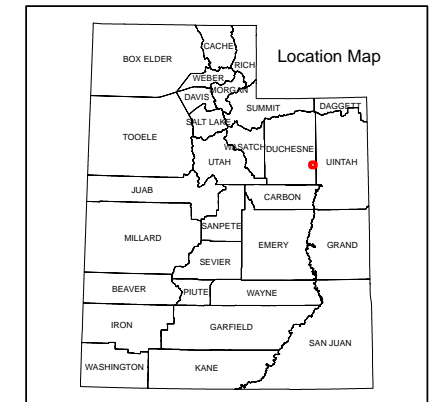 Location Map
BOX ELDER
CACHE
RICH
WEBER
MORGAN
DAVIS
SUMMIT
DAGGETT
SALT LAKE
TOOELE
WASATCH
DUCHESNE
UTAH
UINTAH
JUAB
CARBON
SANPETE
MILLARD
EMERY
GRAND
SEVIER
BEAVER
PIUTE
WAYNE
IRON
GARFIELD
SAN JUAN
WASHINGTON
KANE